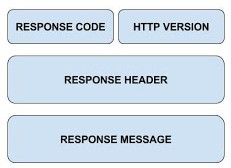 RESPONSE CODE HTTP VERSION
RESPONSE HEADER
RESPONSE MESSAGE